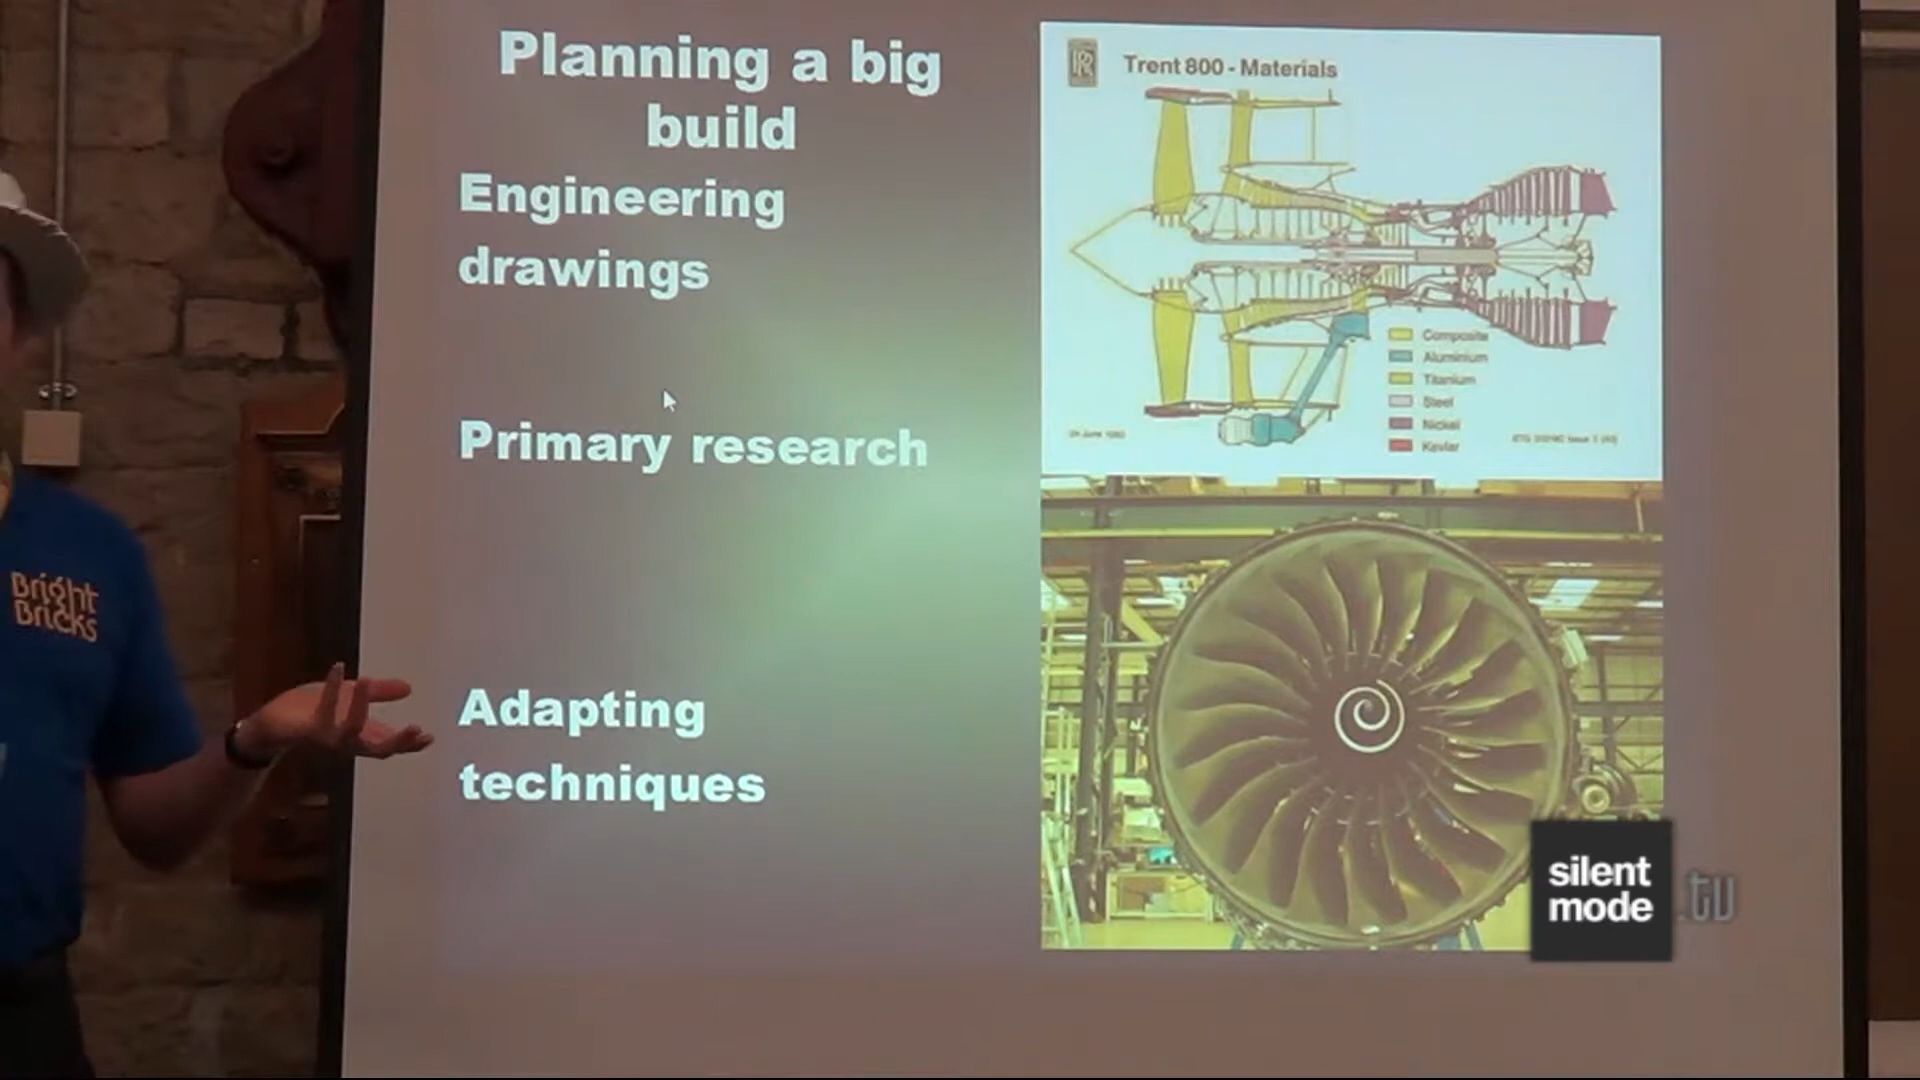 Planning a big
build
Engineering
drawings
Primary research
Adapting
techniques
Trent 800 - Materials
Composite
Aluminium
Titanium
Steel
Nickel
Kevlar
Bright
Bricks
silent
mode
.tv